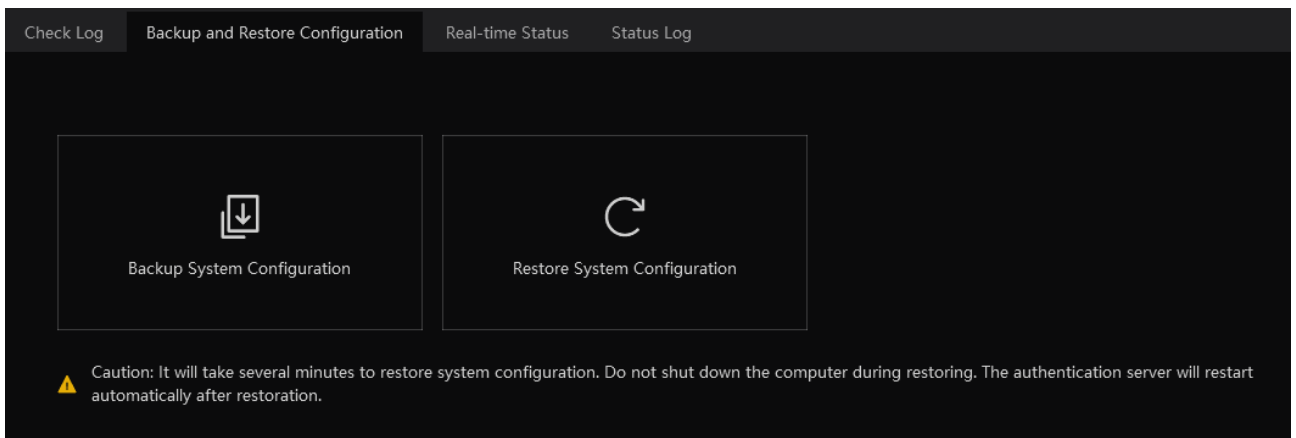 Check Log Backup and Restore Configuration Real-time Status Status Log
Backup System Configuration Restore System Configuration
Caution: It will take several minutes to restore system configuration. Do not shut down the computer during restoring. The authentication server will restart
automatically after restoration.